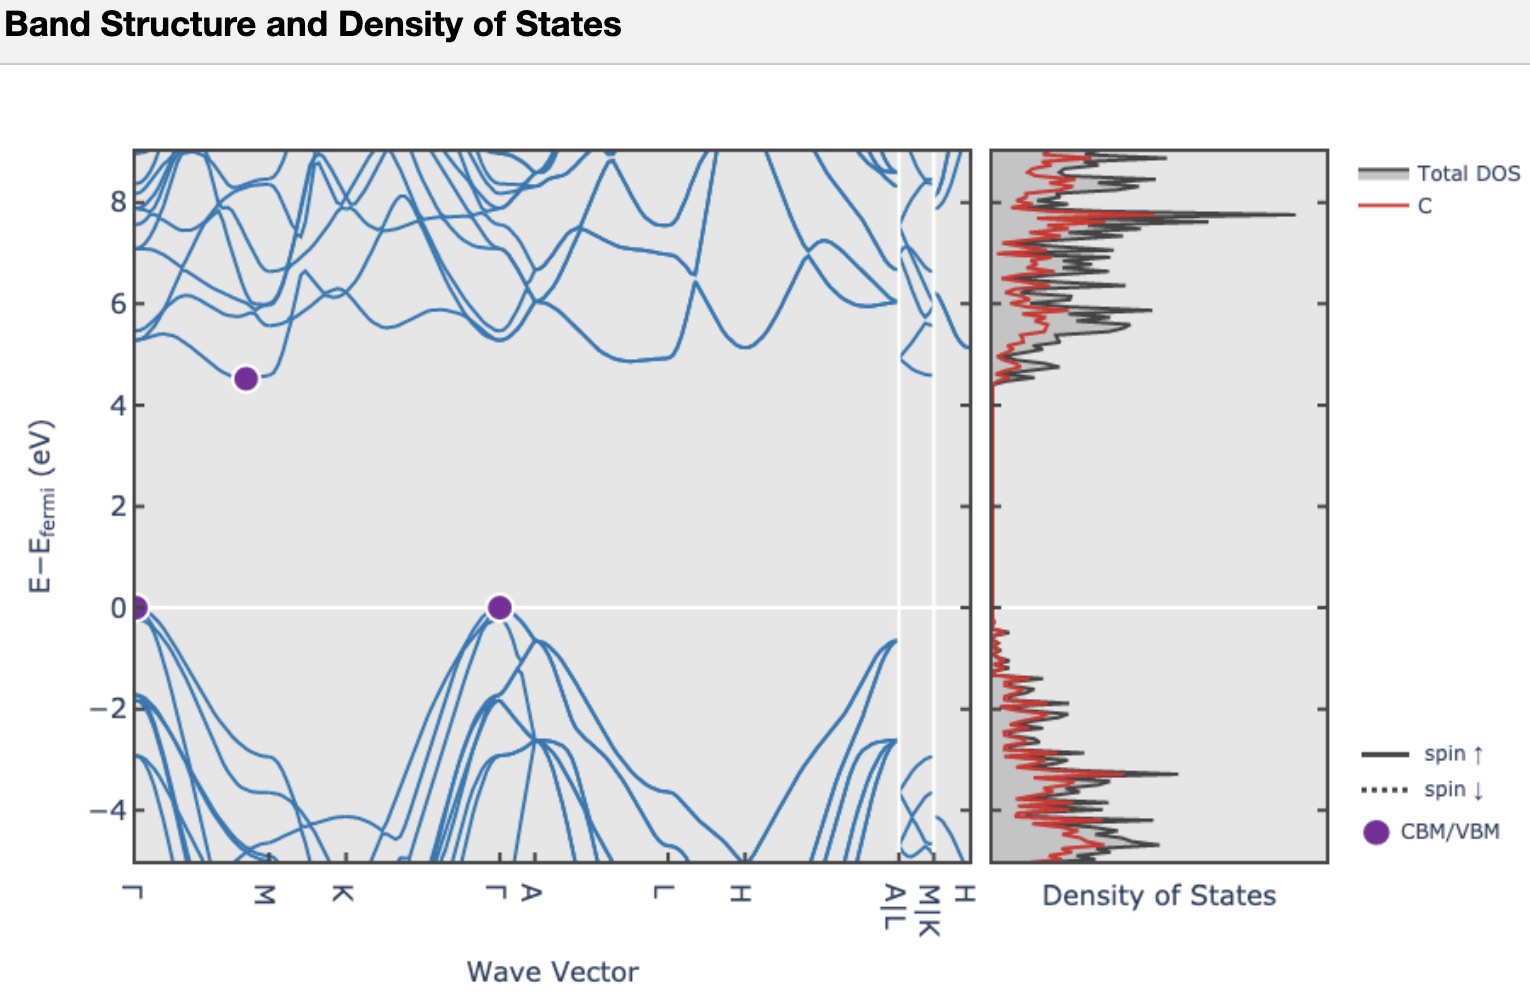 Band Structure and Density of States
E−Efermi (eV)
8
6
4
2
0
−2
−4
Γ
M
K
Γ
A
L
H
A|L
M|K
H
Wave Vector
Density of States
Total DOS
C
spin ↑
spin ↓
CBM/VBM